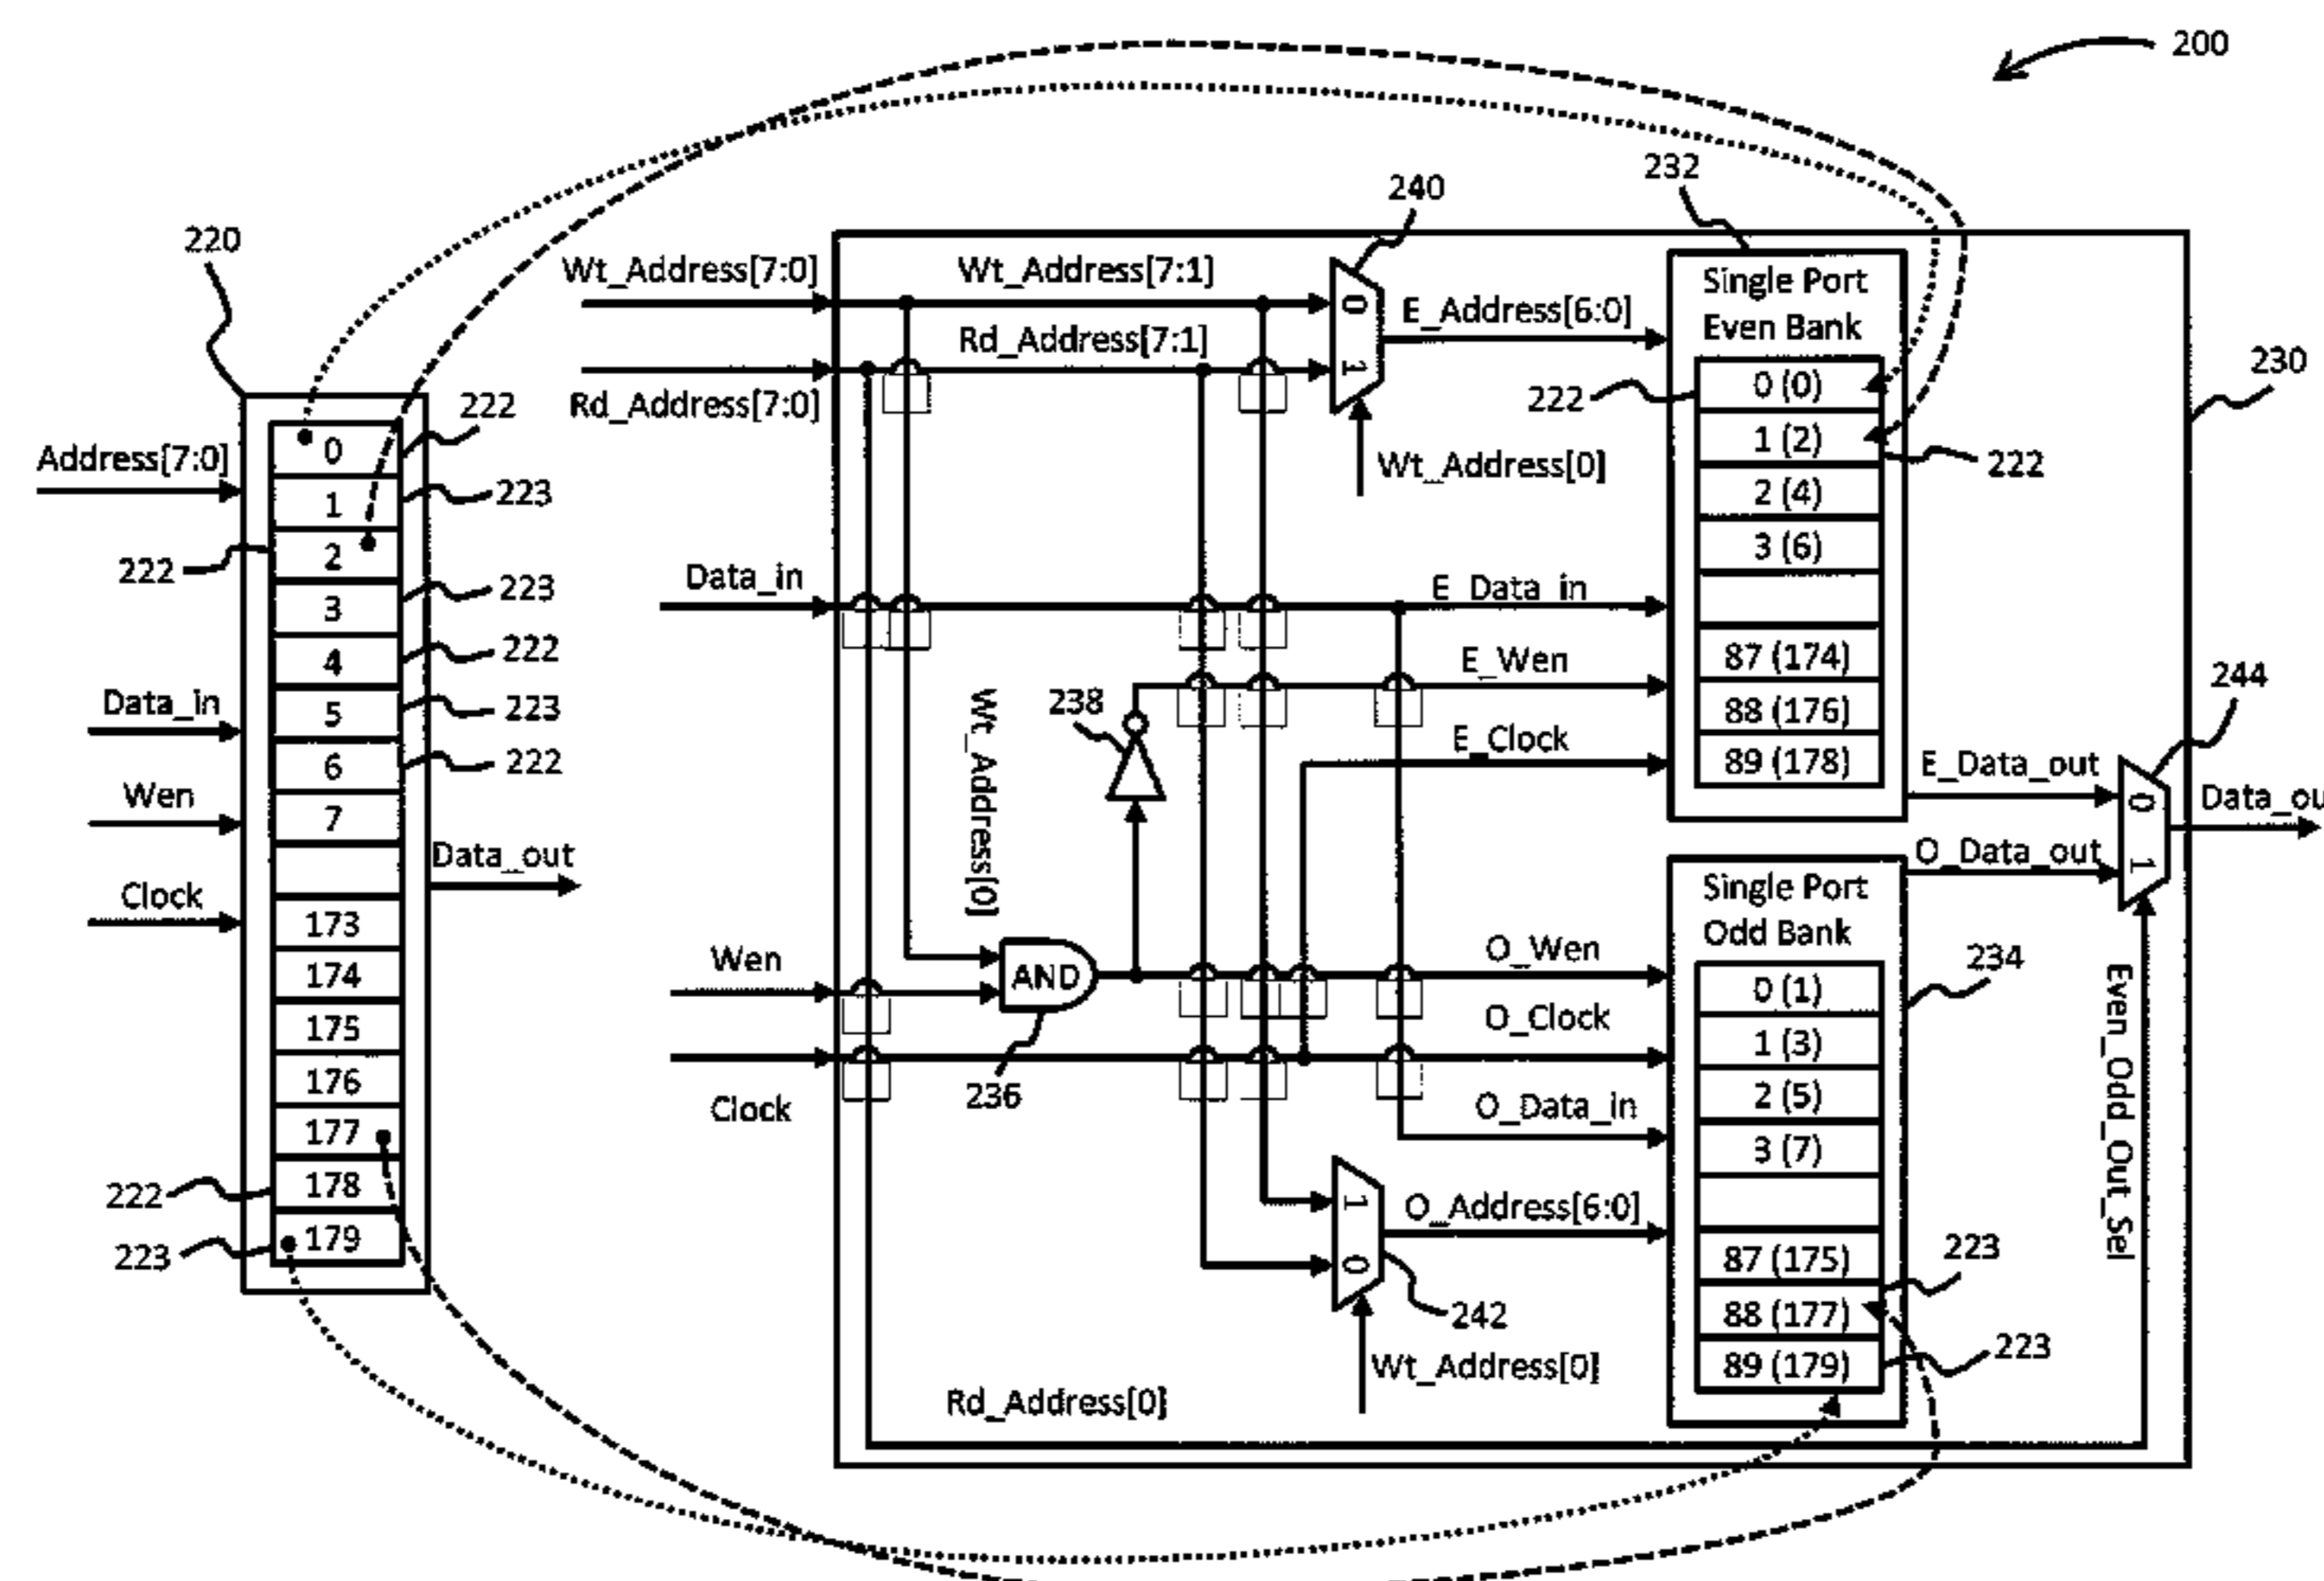 200
220
Address[7:0]
Data_in
Wen
Clock
0
1
2
3
4
5
6
7
173
174
175
176
177
178
179
222
223
222
223
222
223
222
222
223
Data_out
Wt_Address[7:0]
Rd_Address[7:0]
Wt_Address[7:1]
Rd_Address[7:1]
240
0
1
E_Address[6:0]
Wt_Address[0]
Data_in
E_Data_in
E_Wen
238
E_Clock
Wt_Address[0]
Wen
AND
236
O_Wen
Clock
O_Clock
O_Data_in
1
0
O_Address[6:0]
242
Wt_Address[0]
Rd_Address[0]
232
Single Port
Even Bank
0 (0)
1 (2)
2 (4)
3 (6)
87 (174)
88 (176)
89 (178)
222
222
230
E_Data_out
O_Data_out
244
0
1
Data_ou
Single Port
Odd Bank
234
0 (1)
1 (3)
2 (5)
3 (7)
87 (175)
88 (177)
89 (179)
223
223
Even_Odd_Out_Sel